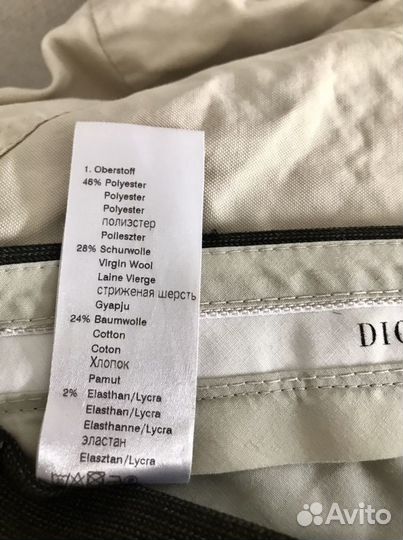 1. Oberstoff
46% Polyester
Polyester
Polyester
полиэстер
Poliészter
28% Schurwolle
Virgin Wool
Laine Vierge
стриженая шерсть
Gyapju
24% Baumwolle
Cotton
Coton
Хлопок
Pamut
2% Elasthan/Lycra
Elasthan/Lycra
Elasthanne/Lycra
эластан
Elasztan/Lycra
DIO
Avito